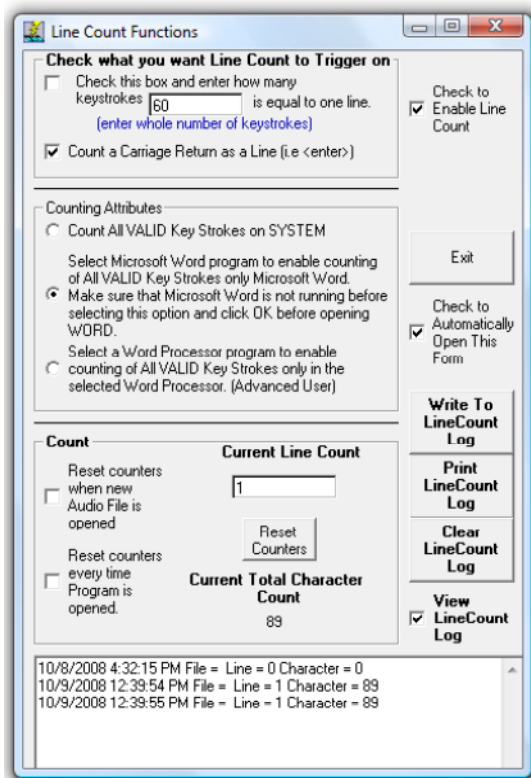 Line Count Functions
Check what you want Line Count to Trigger on
Check this box and enter how many
keystrokes 60 is equal to one line.
(enter whole number of keystrokes)
Count a Carriage Return as a Line (i.e <enter>)
Check to
Enable Line
Count
Counting Attributes
Count All VALID Key Strokes on SYSTEM
Select Microsoft Word program to enable counting
of All VALID Key Strokes only Microsoft Word.
Make sure that Microsoft Word is not running before
selecting this option and click OK before opening
WORD.
Select a Word Processor program to enable
counting of All VALID Key Strokes only in the
selected Word Processor. (Advanced User)
Exit
Check to
Automatically
Open This
Form
Write To
LineCount
Log
Print
LineCount
Log
Clear
LineCount
Log
View
LineCount
Log
Count
Reset counters
when new
Audio File is
opened
Reset counters
every time
Program is
opened.
Current Line Count
1
Reset
Counters
Current Total Character
Count
89
10/8/2008 4:32:15 PM File =  Line = 0 Character = 0
10/9/2008 12:39:54 PM File =  Line = 1 Character = 89
10/9/2008 12:39:55 PM File =  Line = 1 Character = 89